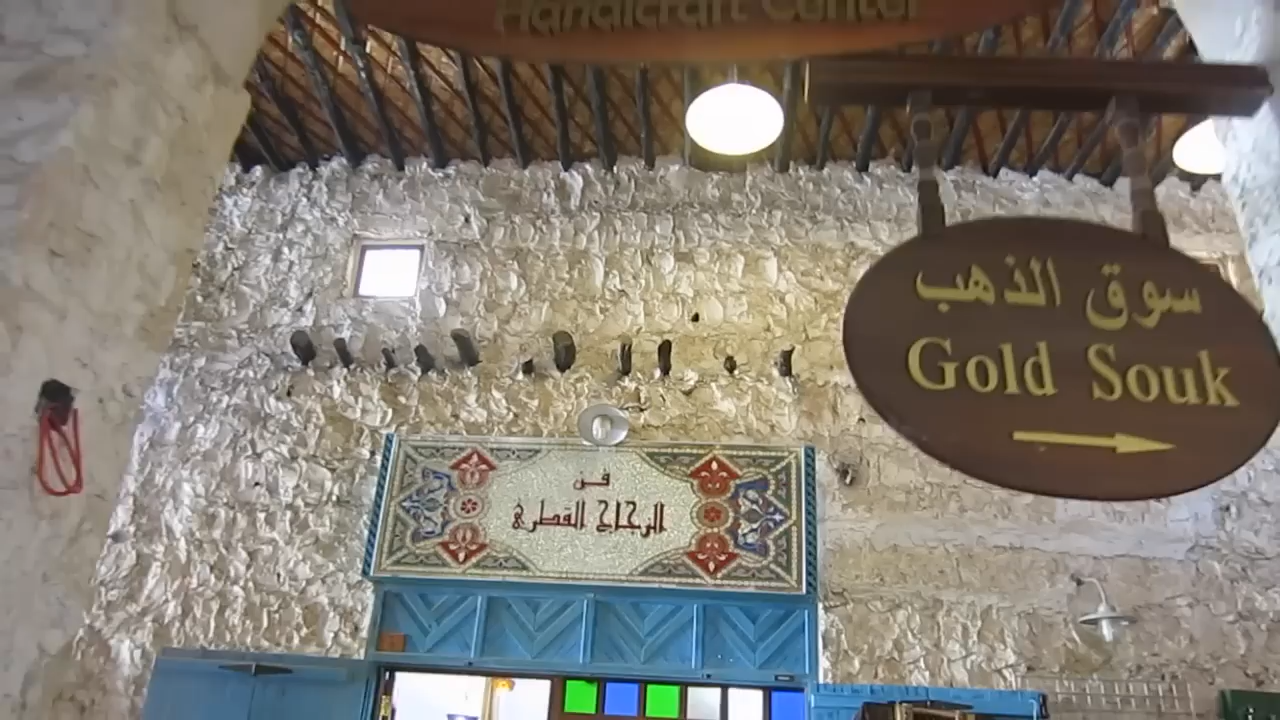 Handicraft Center
سوق الذهب
Gold Souk
فن
الزجاج القطري